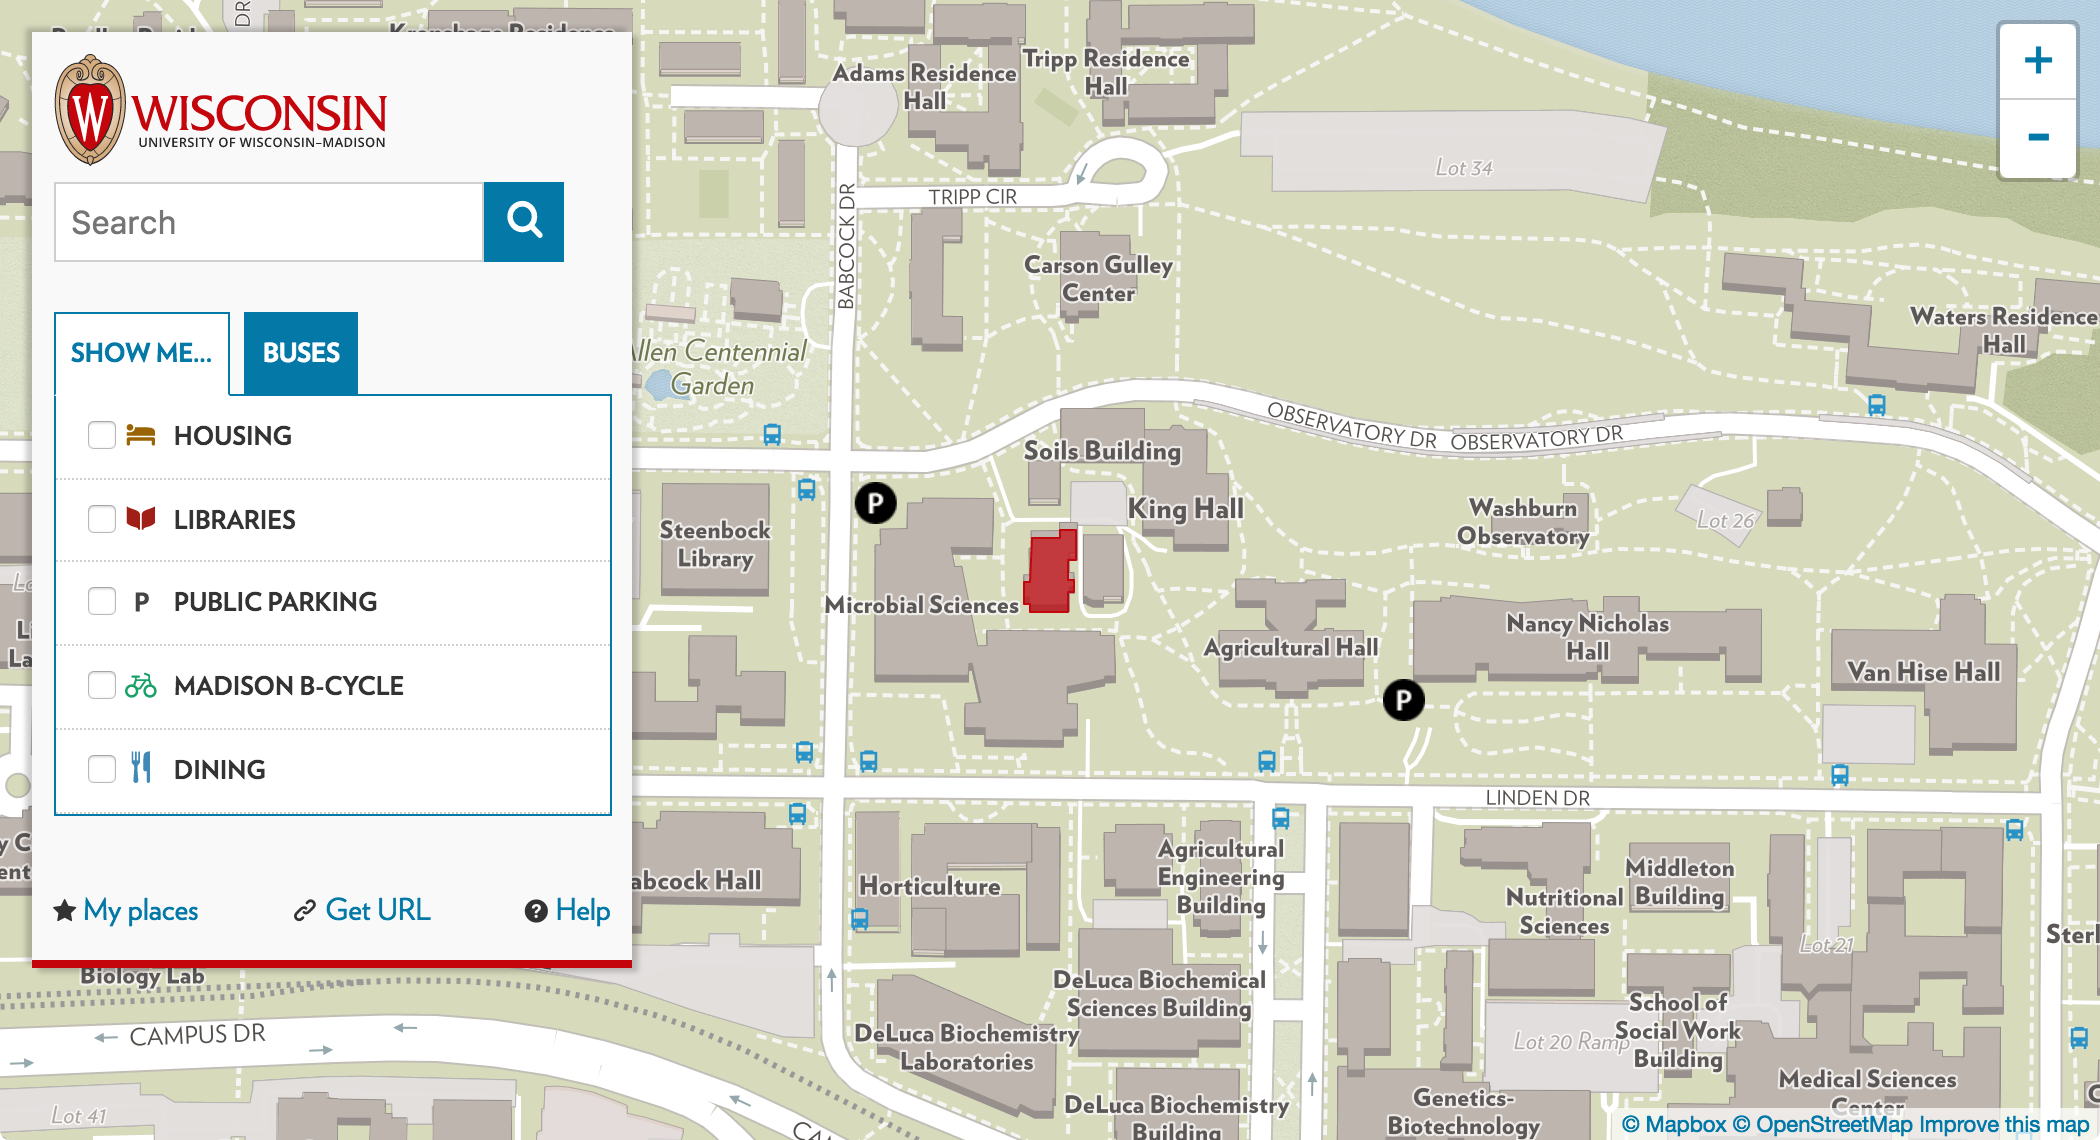 WISCONSIN
UNIVERSITY OF WISCONSIN–MADISON
Search
SHOW ME...
BUSES
HOUSING
LIBRARIES
P PUBLIC PARKING
MADISON B-CYCLE
DINING
My places
Get URL
? Help
DR
Adams Residence
Hall
Tripp Residence
Hall
Lot 34
+
-
TRIPP CIR
BABCOCK DR
Carson Gulley
Center
Waters Residence
Hall
Allen Centennial
Garden
OBSERVATORY DR
OBSERVATORY DR
Soils Building
King Hall
P
Steenbock
Library
Washburn
Observatory
Lot 26
Microbial Sciences
Agricultural Hall
Nancy Nicholas
Hall
Van Hise Hall
P
LINDEN DR
abcock Hall
Horticulture
Agricultural
Engineering
Building
Nutritional
Sciences
Middleton
Building
Lot 21
Sterl
Biology Lab
CAMPUS DR
DeLuca Biochemical
Sciences Building
DeLuca Biochemistry
Laboratories
School of
Social Work
Building
Lot 20 Ramp
Medical Sciences
Center
Lot 41
DeLuca Biochemistry
Building
Genetics-
Biotechnology
© Mapbox © OpenStreetMap Improve this map